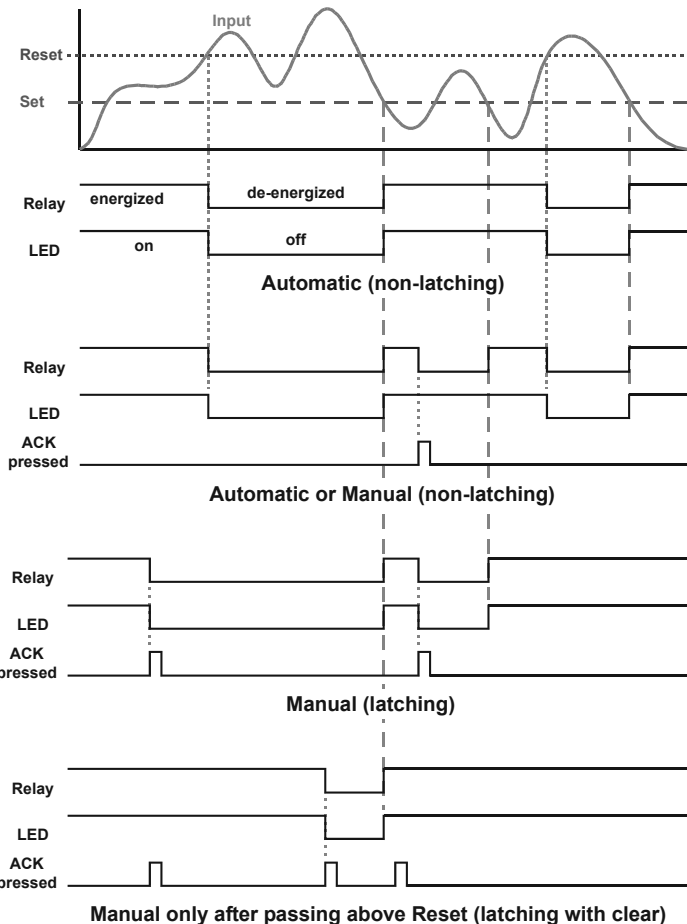 Input
Reset
Set
Relay
energized
de-energized
LED
on
off
Automatic (non-latching)
Relay
LED
ACK
pressed
Automatic or Manual (non-latching)
Relay
LED
ACK
pressed
Manual (latching)
Relay
LED
ACK
pressed
Manual only after passing above Reset (latching with clear)